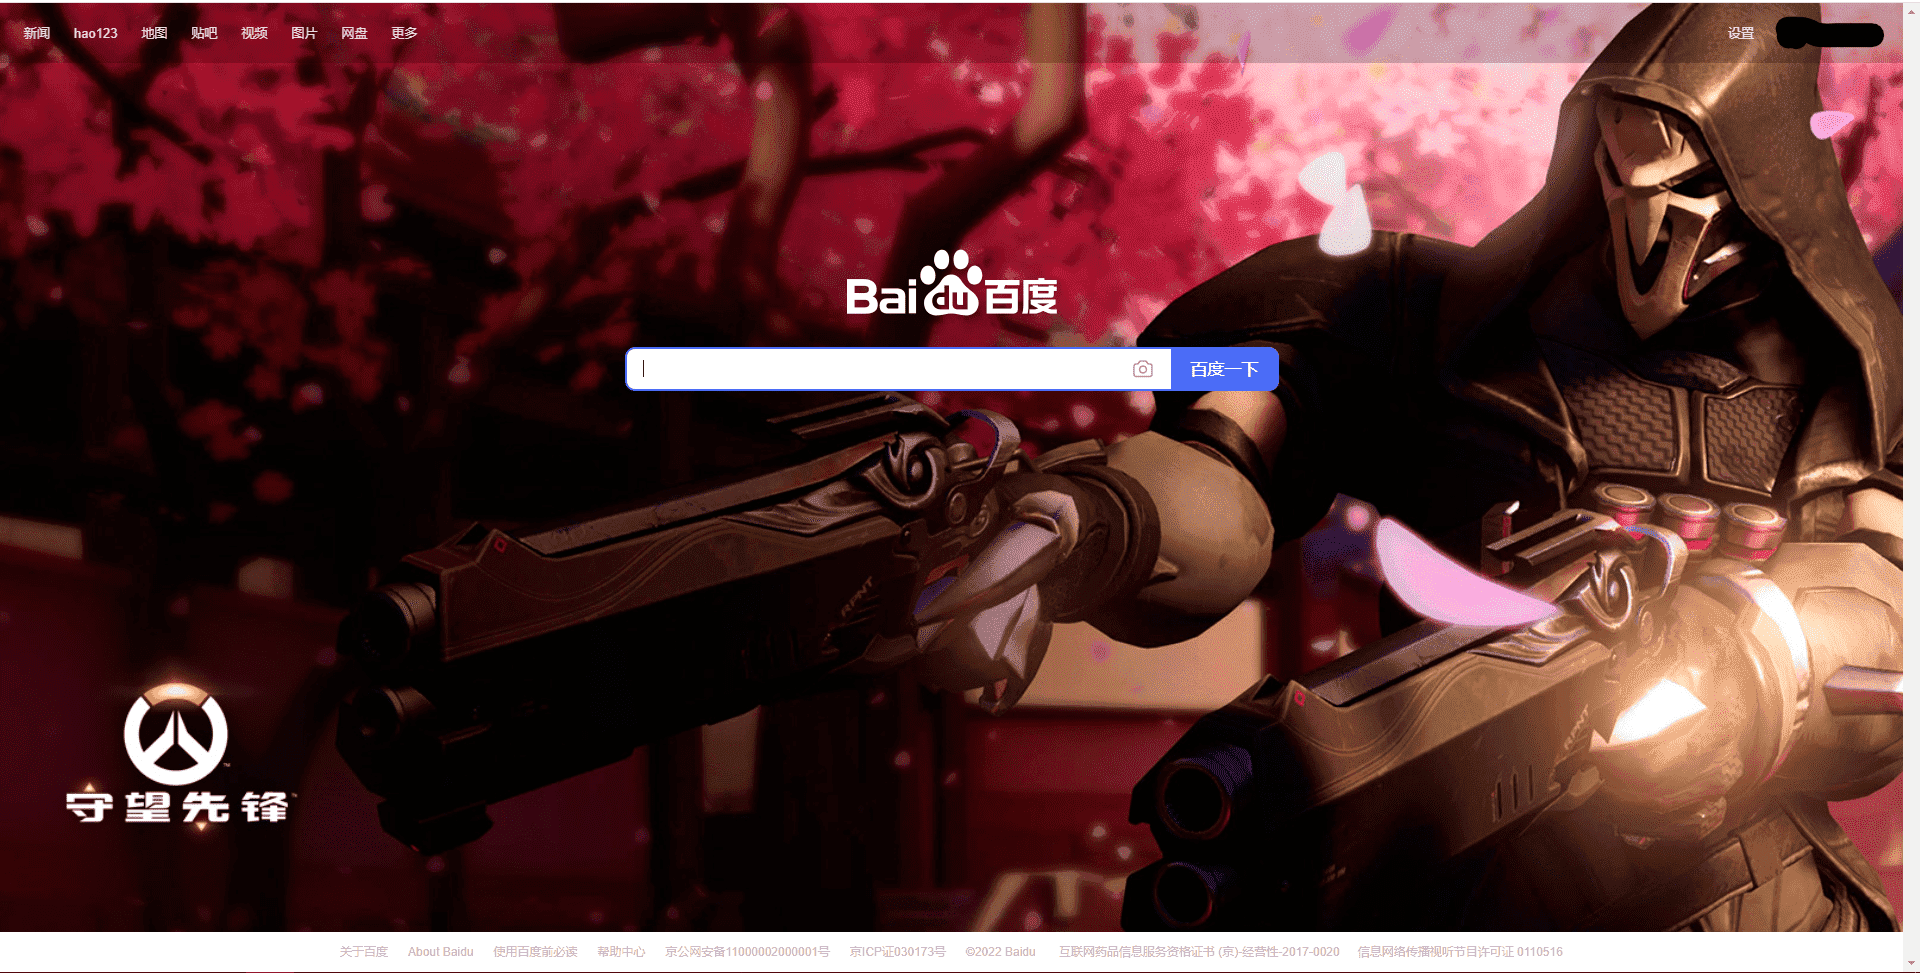 新闻 hao123 地图 贴吧 视频 图片 网盘 更多 设置
Bai du 百度
百度一下
RPNT
RPNT
守望先锋
关于百度 About Baidu 使用百度前必读 帮助中心 京公网安备11000002000001号 京ICP证030173号 ©2022 Baidu 互联网药品信息服务资格证书 (京)-经营性-2017-0020 信息网络传播视听节目许可证 0110516